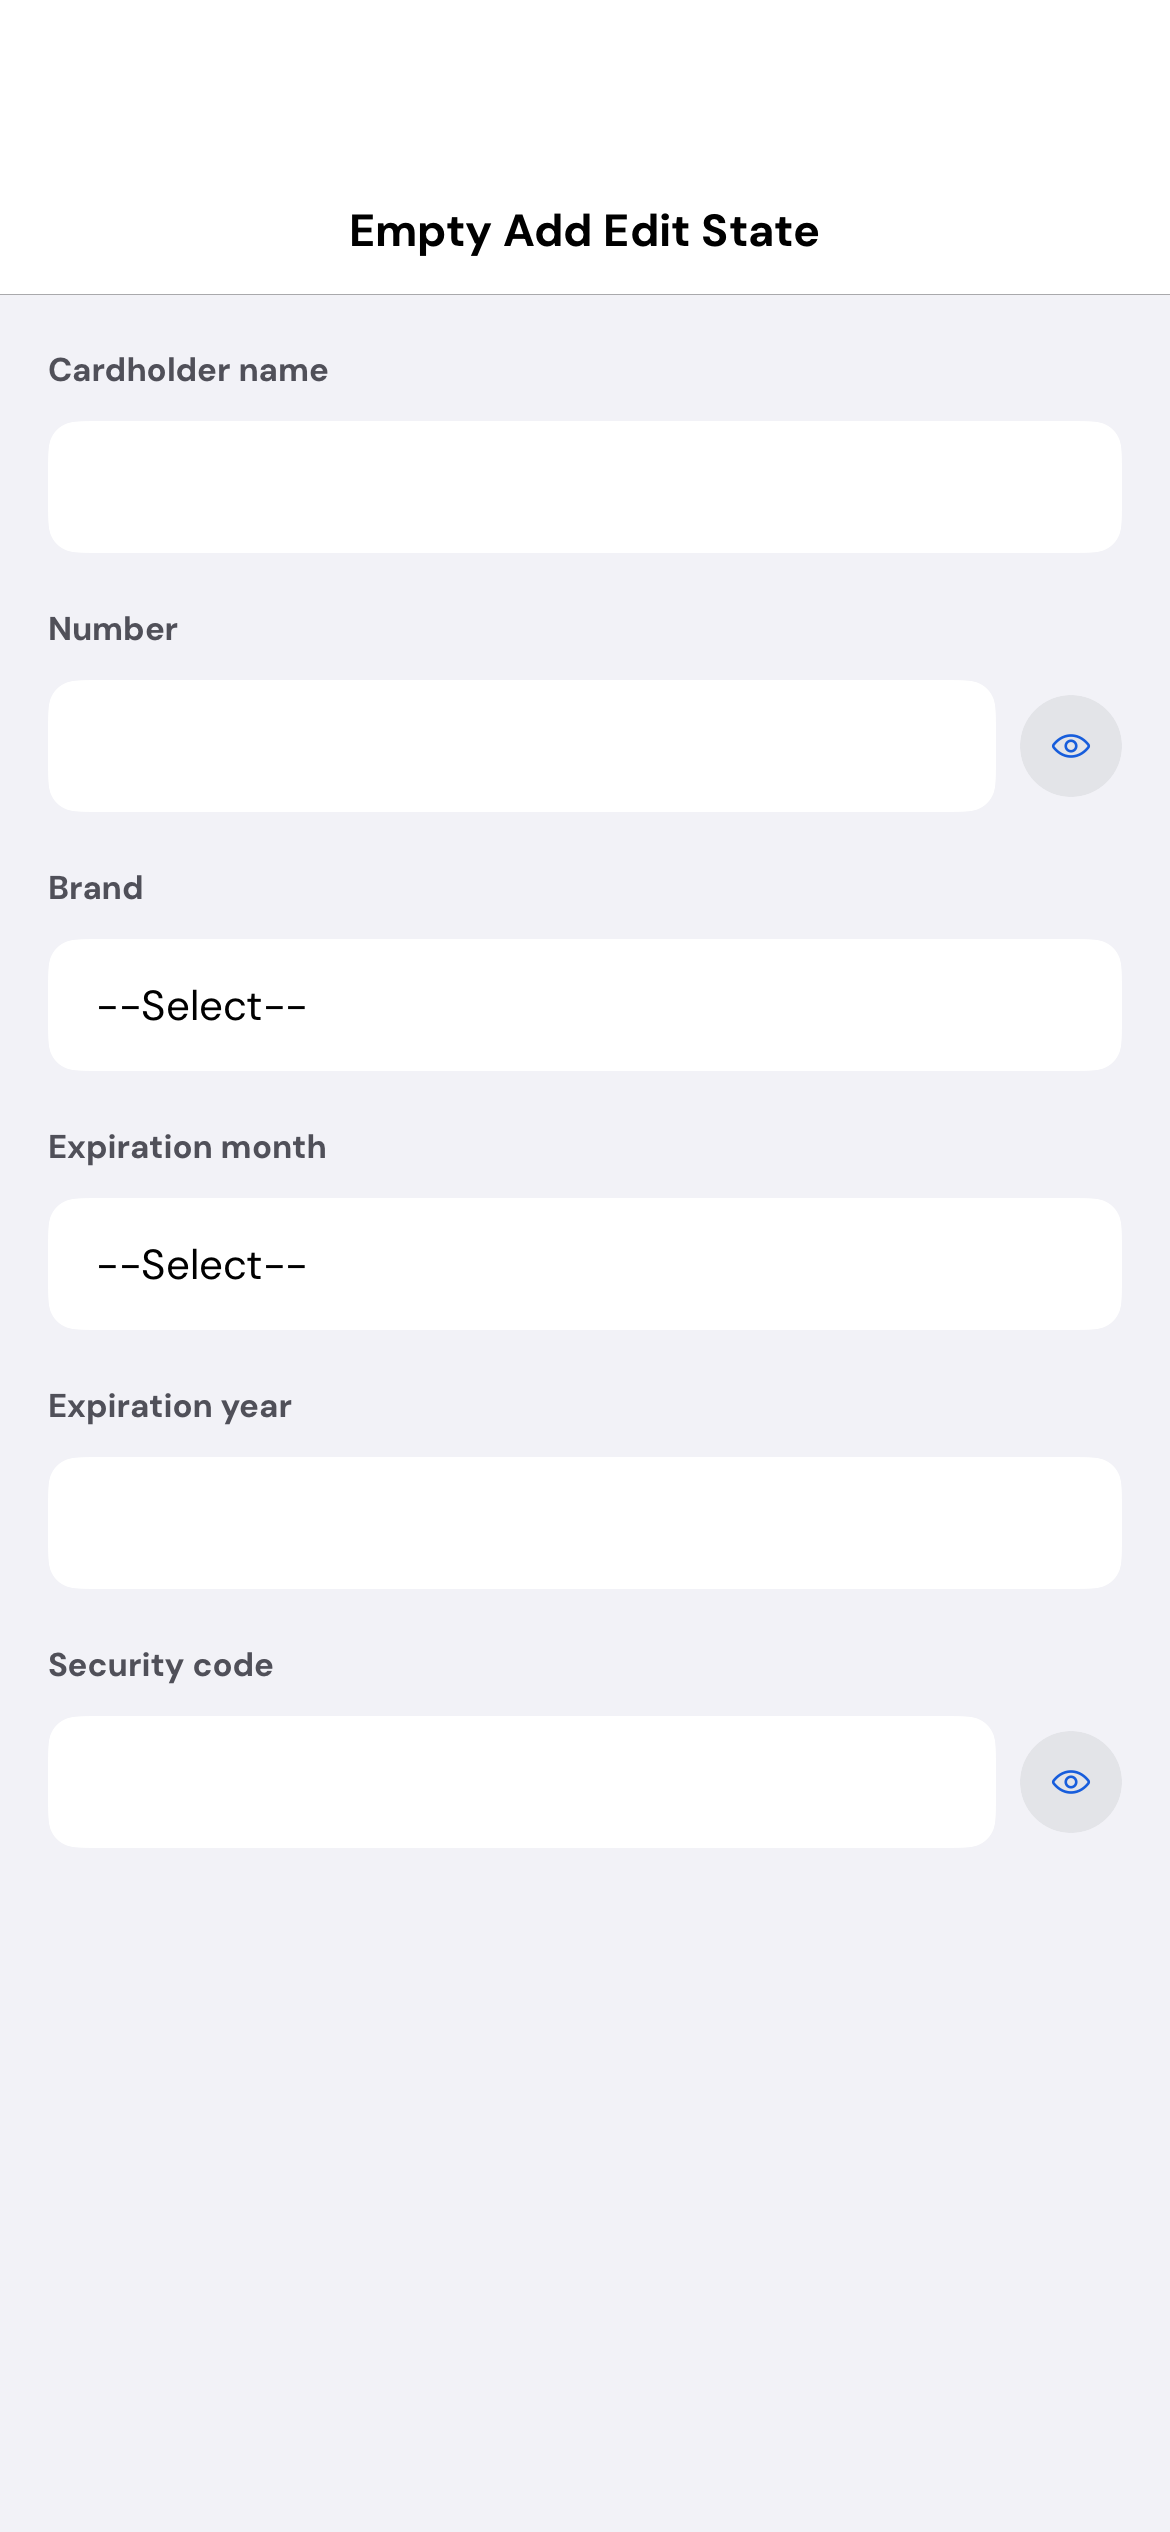 Empty Add Edit State
Cardholder name
Number
Brand
--Select--
Expiration month
--Select--
Expiration year
Security code